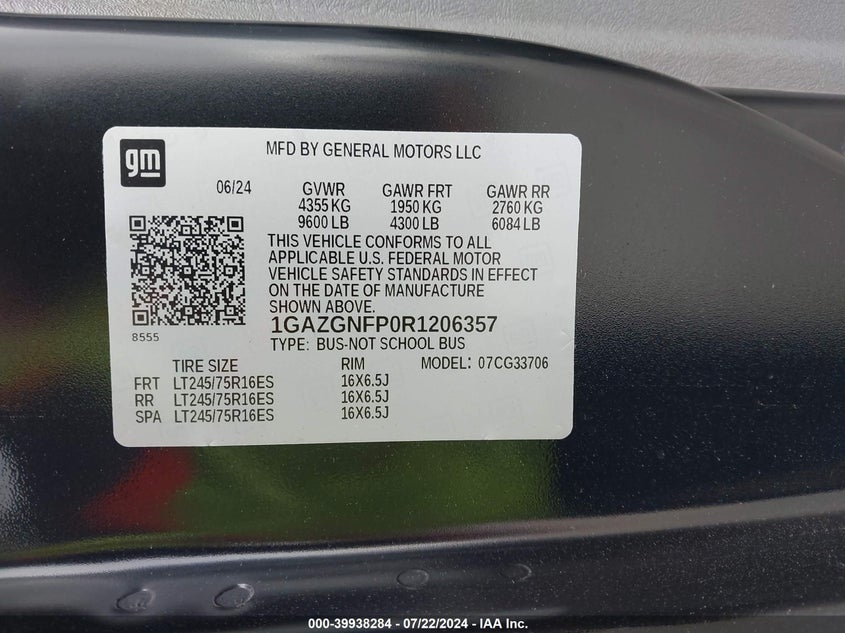 gm
MFD BY GENERAL MOTORS LLC
06/24 GVWR GAWR FRT GAWR RR
4355 KG 1950 KG 2760 KG
9600 LB 4300 LB 6084 LB
THIS VEHICLE CONFORMS TO ALL
APPLICABLE U.S. FEDERAL MOTOR
VEHICLE SAFETY STANDARDS IN EFFECT
ON THE DATE OF MANUFACTURE
SHOWN ABOVE.
1GAZGNFP0R1206357
8555
TYPE: BUS-NOT SCHOOL BUS
TIRE SIZE RIM MODEL: 07CG33706
FRT LT245/75R16ES 16X6.5J
RR LT245/75R16ES 16X6.5J
SPA LT245/75R16ES 16X6.5J
000-39938284 - 07/22/2024 - IAA Inc.